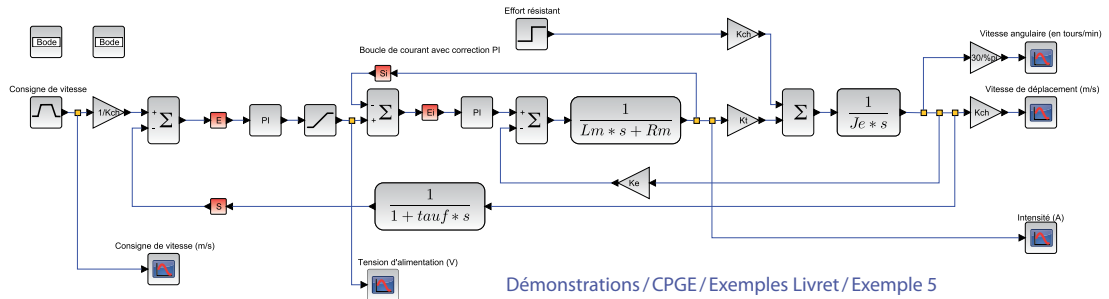 Effort résistant
Bode
Bode
Kch
Vitesse angulaire (en tours/min)
Boucle de courant avec correction PI
30/%pi
Si
Consigne de vitesse
Vitesse de déplacement (m/s)
1/Kch
+
-
Σ
E
PI
-
+
Σ
Ei
PI
+
-
Σ
1
Lm * s + Rm
Kt
Σ
1
Je * s
Kch
Ke
S
1
1 + tauf * s
Intensité (A)
Consigne de vitesse (m/s)
Tension d'alimentation (V)
Démonstrations / CPGE / Exemples Livret / Exemple 5